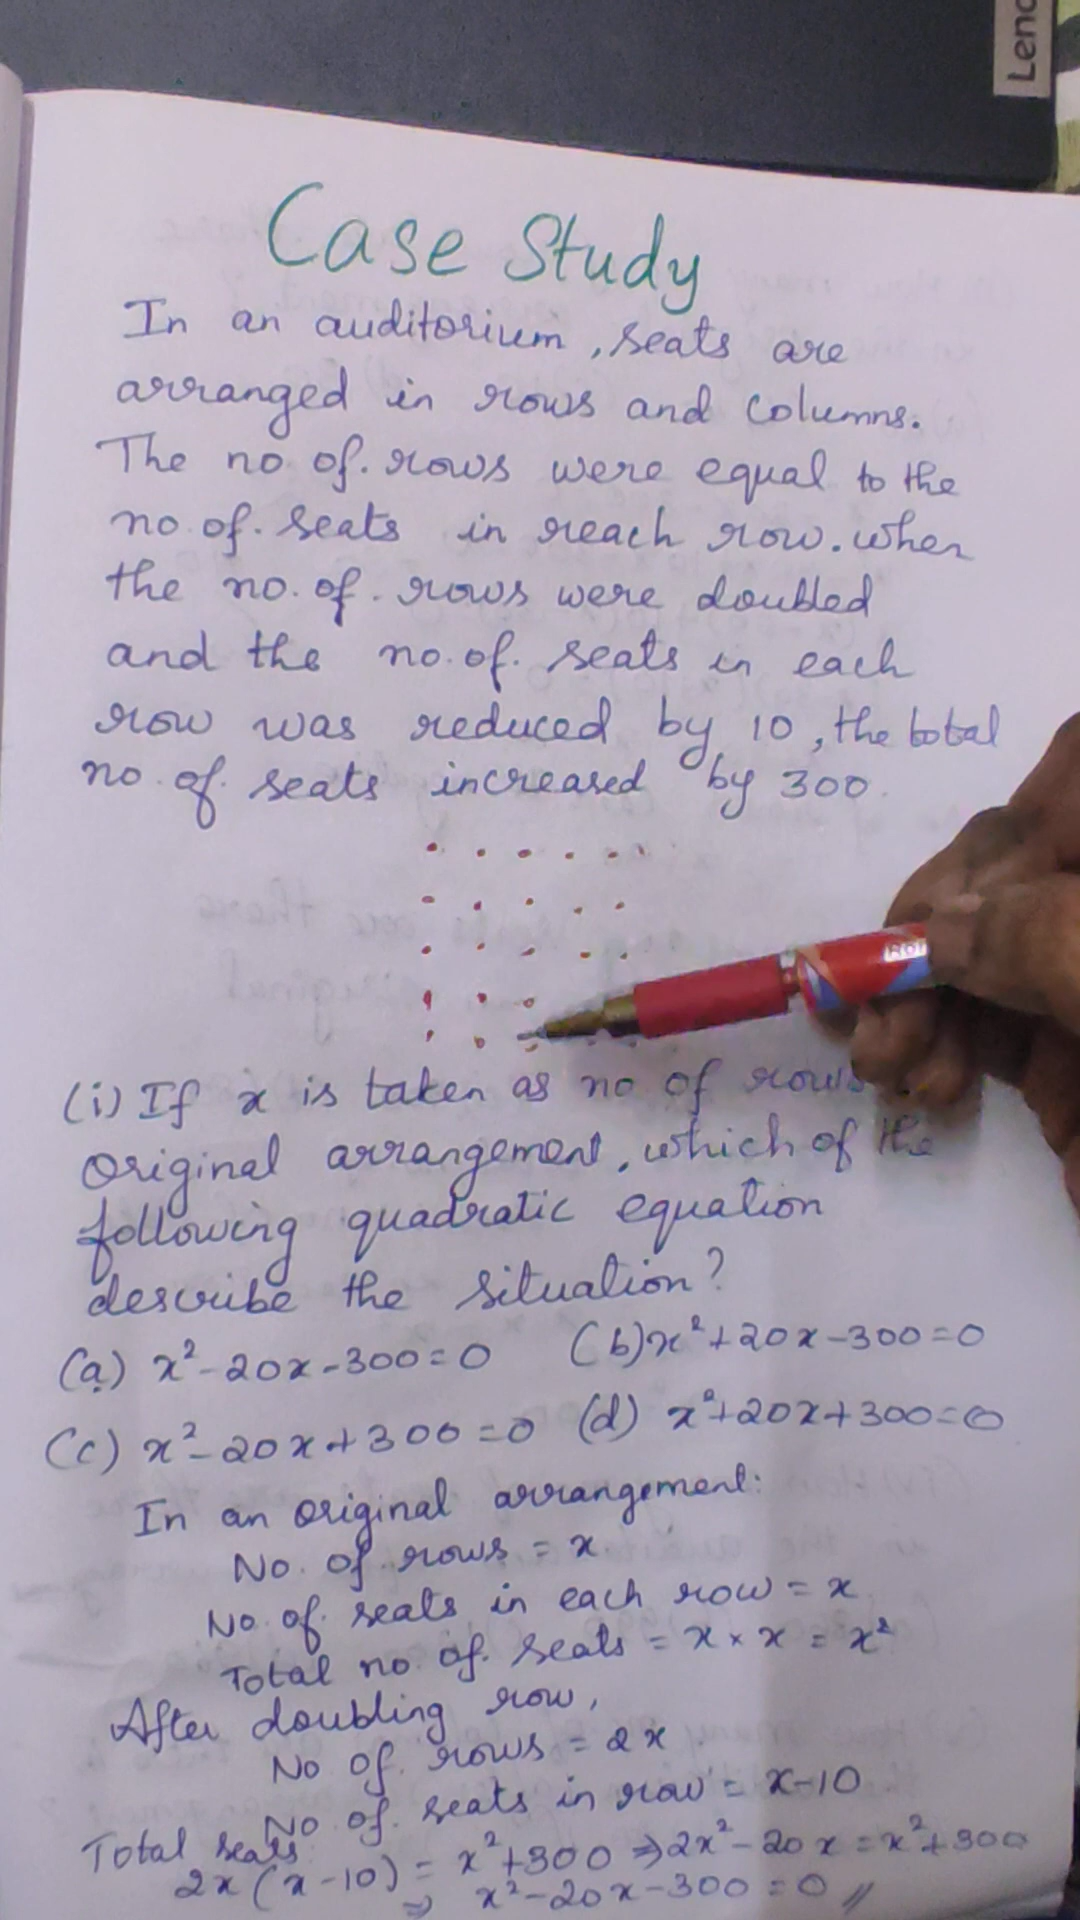 Leno
Case Study
In an auditorium, seats are
arranged in rows and columns.
The no of. rows were equal to the
no. of. seats in reach row. when
the no. of. rows were doubled
and the no. of. seats in each
row was reduced by 10, the total
no. of. seats increased by 300.
(i) If x is taken as no of rows
Original arrangement, which of the
following quadratic equation
describe the situation?
(a) x²-20x-300=0 (b) x²+20x-300=0
(c) x²-20x+300=0 (d) x²+20x+300=0
In an original arrangement:
No. of. rows = x
No. of. seats in each row = x
Total no. of. seats = x × x = x²
After doubling row,
No of. rows = 2x
No of. seats in row = x-10
Total seats
2x(x-10) = x²+300 ⇒ 2x²-20x = x²+300
⇒ x²-20x-300=0 //